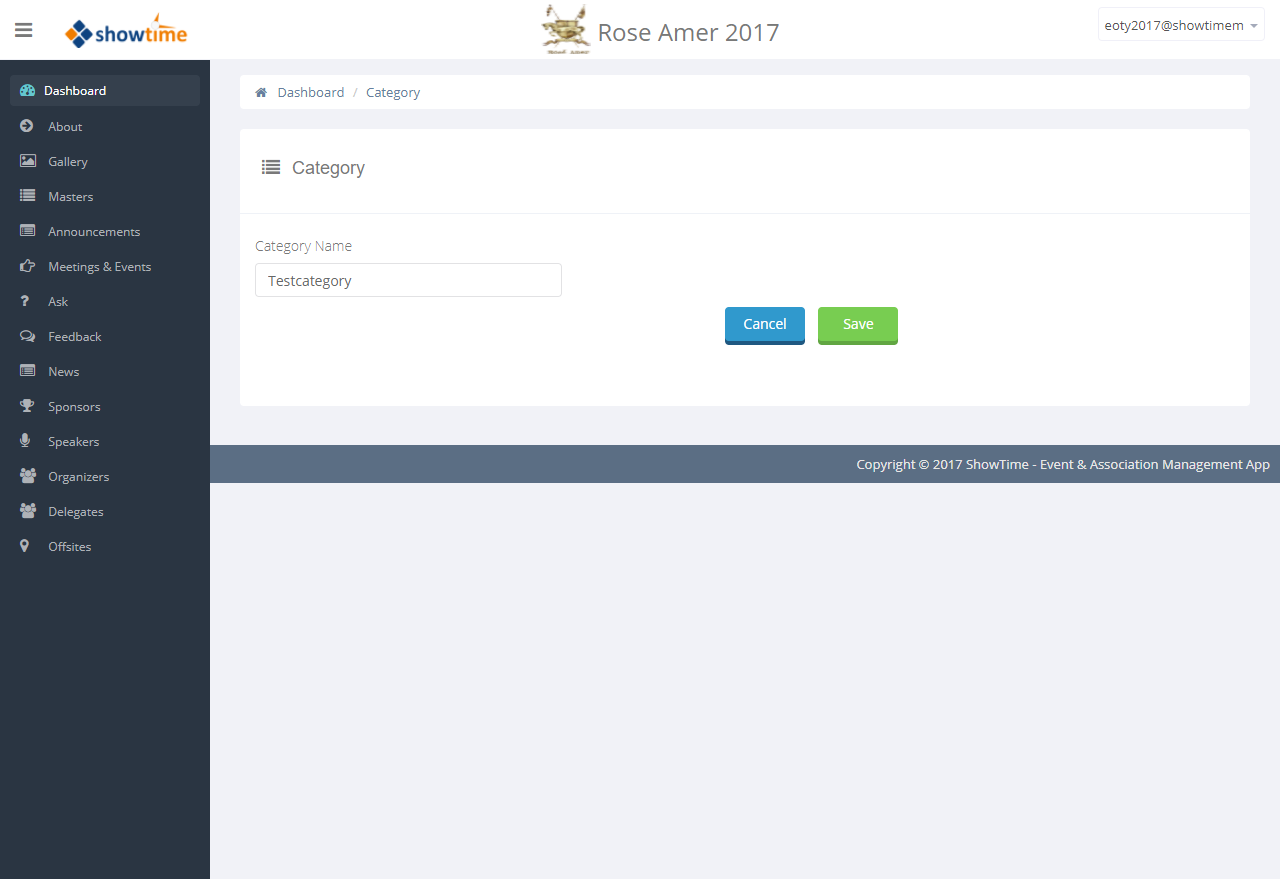 showtime
Rose Amer 2017
eoty2017@showtimem
Dashboard
About
Gallery
Masters
Announcements
Meetings & Events
Ask
Feedback
News
Sponsors
Speakers
Organizers
Delegates
Offsites
Dashboard / Category
Category
Category Name
Testcategory
Cancel Save
Copyright © 2017 ShowTime - Event & Association Management App